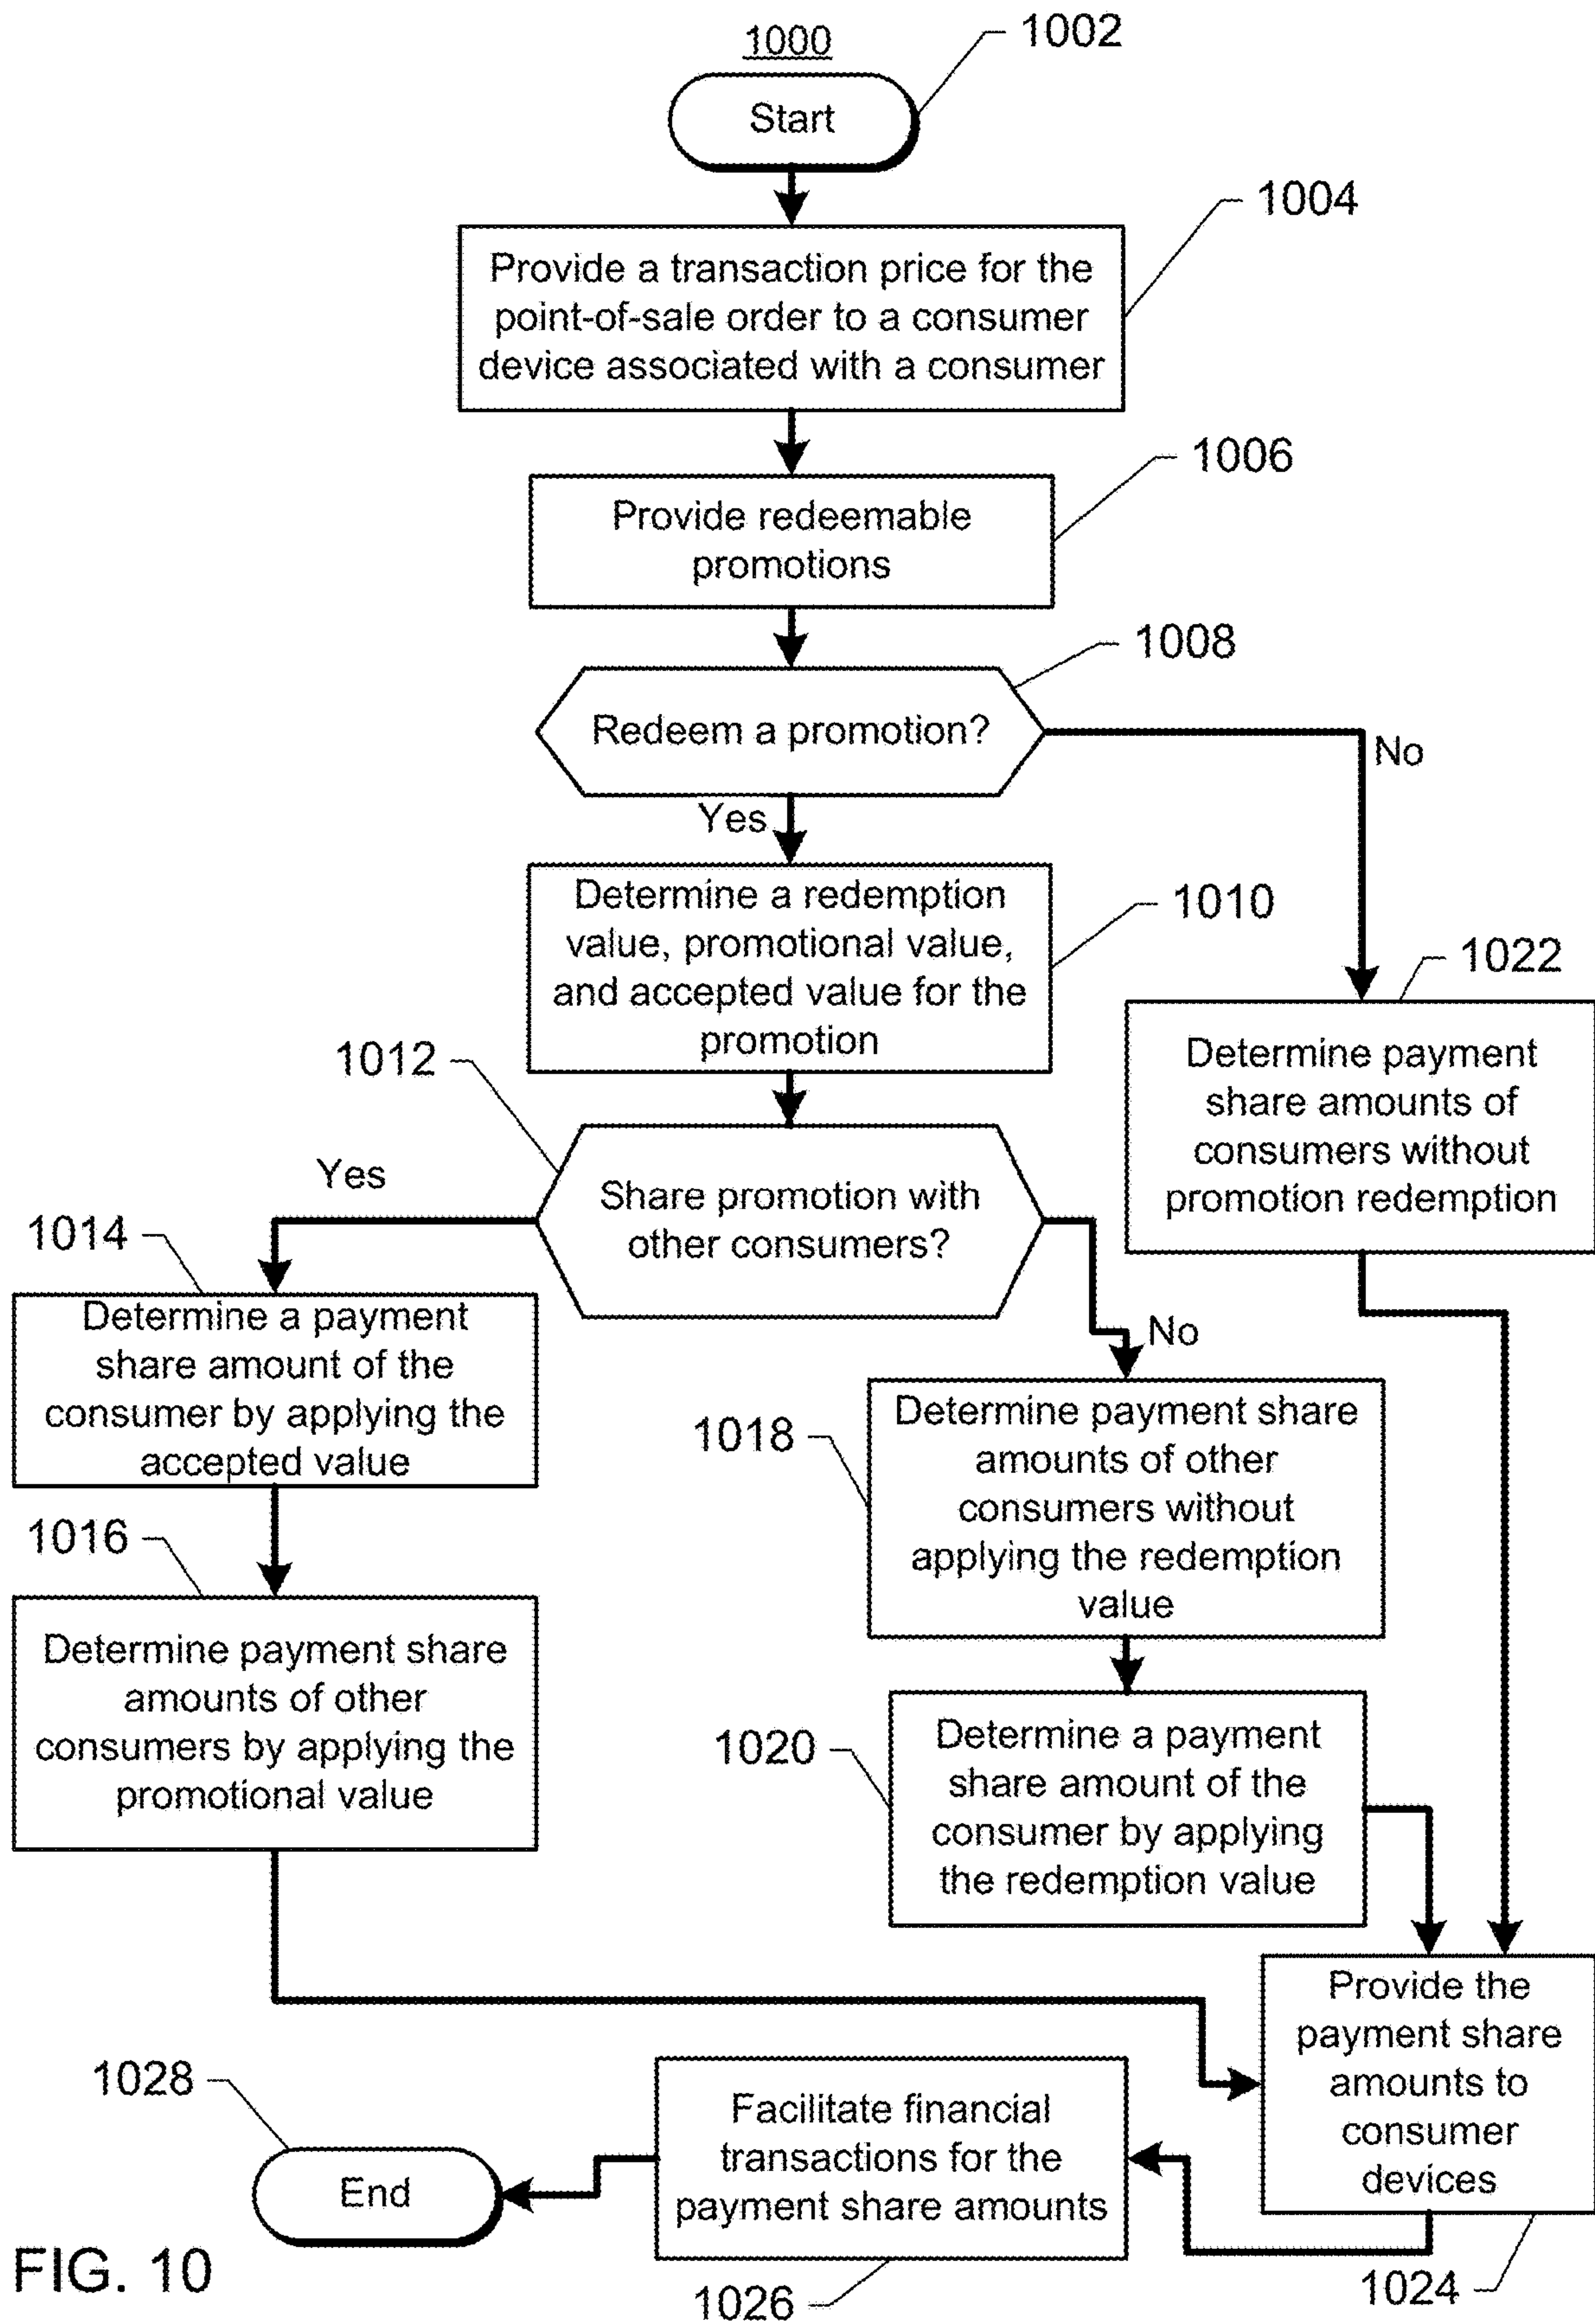 1000
1002
Start
1004
Provide a transaction price for the
point-of-sale order to a consumer
device associated with a consumer
1006
Provide redeemable
promotions
1008
Redeem a promotion?
No
Yes
Determine a redemption
value, promotional value,
and accepted value for the
promotion
1010
1022
Determine payment
share amounts of
consumers without
promotion redemption
1012
Yes
Share promotion with
other consumers?
No
1014
Determine a payment
share amount of the
consumer by applying the
accepted value
1016
Determine payment share
amounts of other
consumers by applying the
promotional value
1018
Determine payment share
amounts of other
consumers without
applying the redemption
value
1020
Determine a payment
share amount of the
consumer by applying
the redemption value
Provide the
payment share
amounts to
consumer
devices
1024
Facilitate financial
transactions for the
payment share amounts
1026
1028
End
FIG. 10